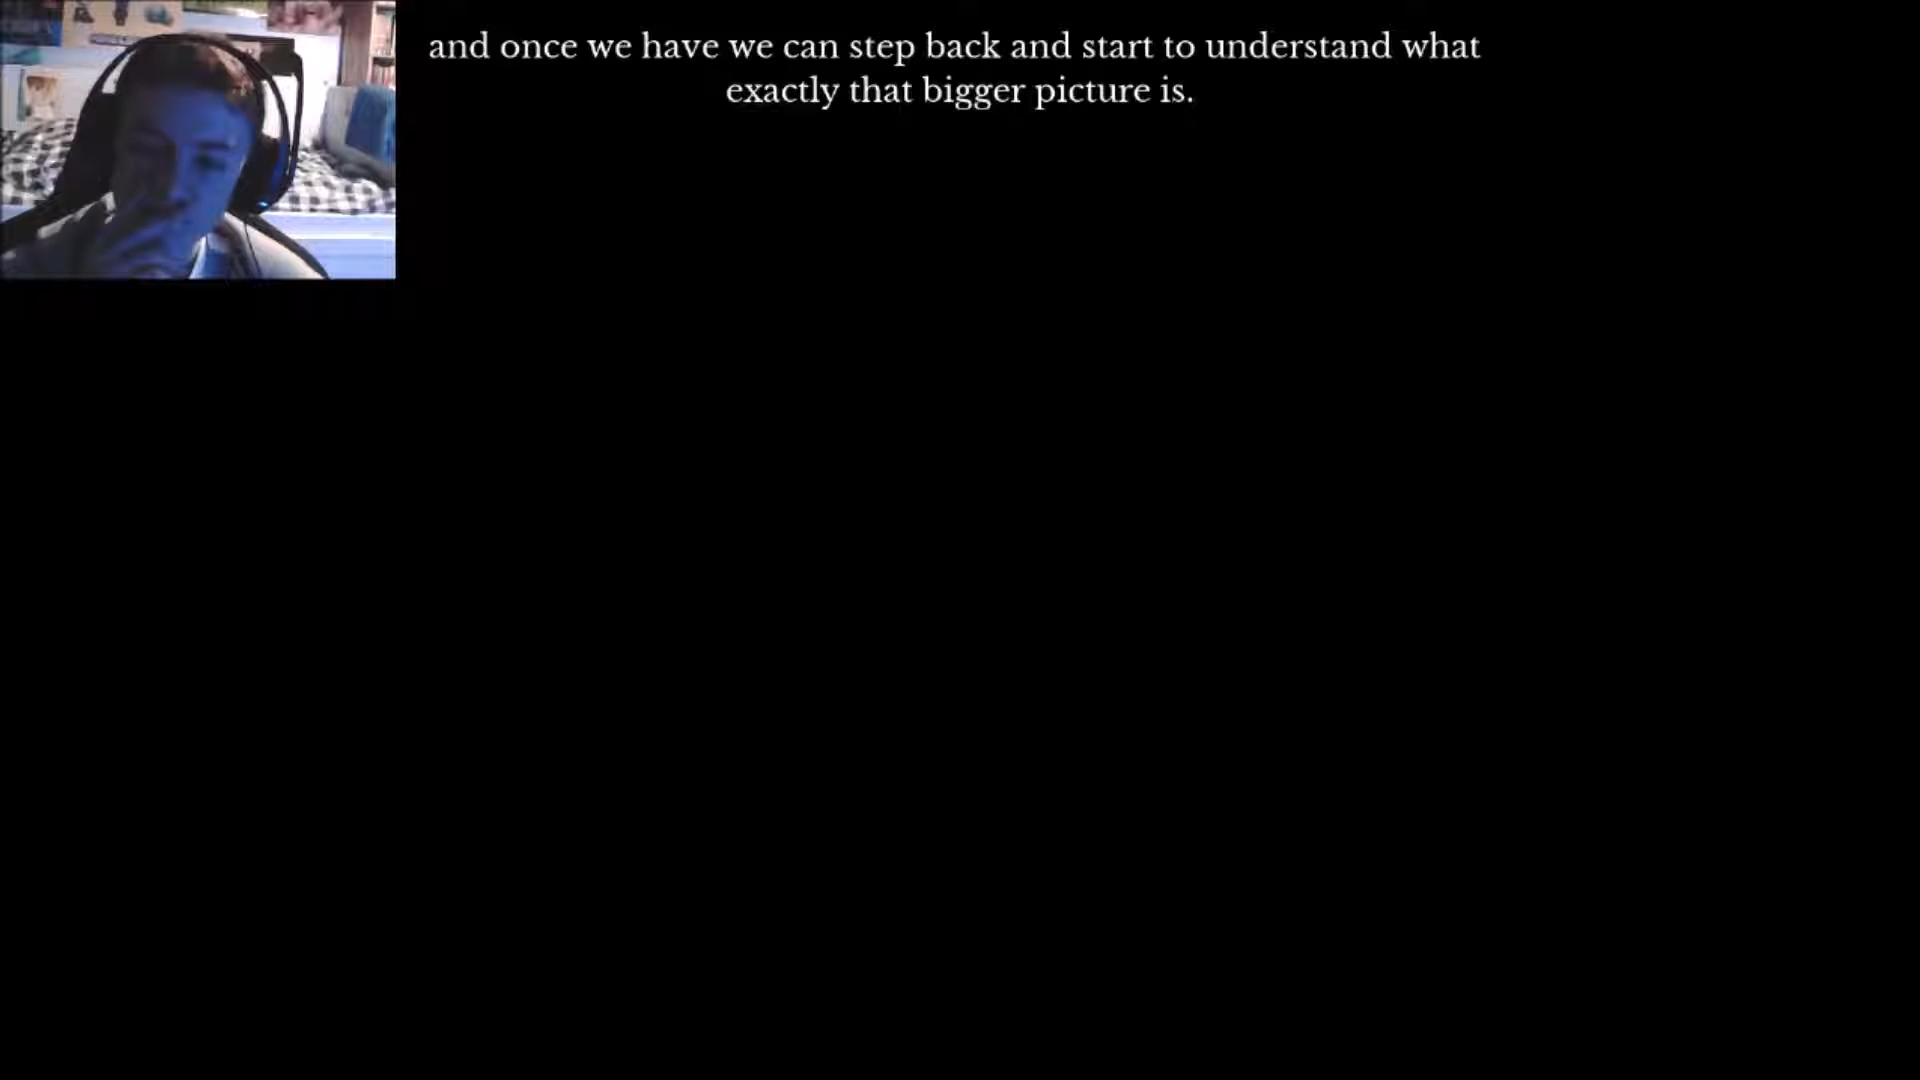 and once we have we can step back and start to understand what
exactly that bigger picture is.